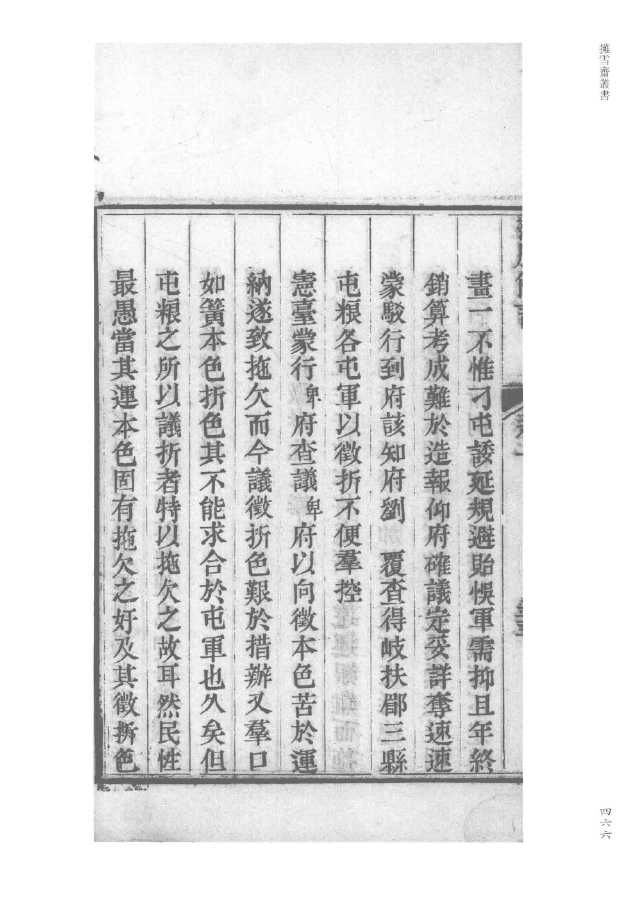 擁雪齋叢書
畫一不惟刁屯諉延規避貽悞軍需抑且年終
銷算考成難於造報仰府確議定妥詳奪速速
蒙駁行到府該知府劉 覆查得岐扶郿三縣
屯粮各屯軍以徵折不便羣控
憲臺蒙行卑府查議卑府以向徵本色苦於運
納遂致拖欠而今議徵折色艱於措辦又羣口
如簧本色折色其不能求合於屯軍也久矣但
屯粮之所以議折者特以拖欠之故耳然民性
最愚當其運本色固有拖欠之奸及其徵折色
四六六